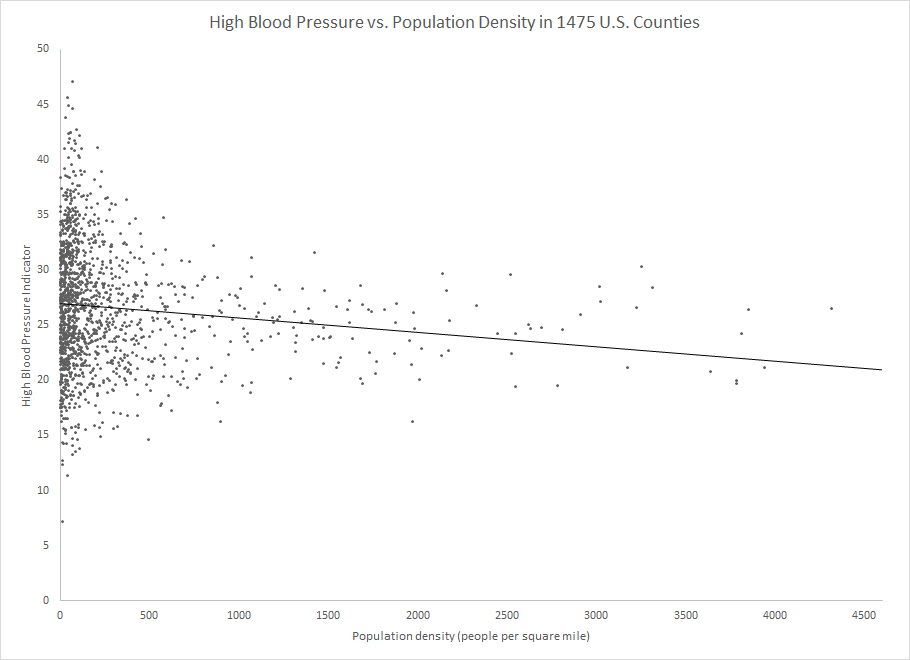 High Blood Pressure vs. Population Density in 1475 U.S. Counties
50
45
40
35
30
25
20
15
10
5
0
High Blood Pressure Indicator
0 500 1000 1500 2000 2500 3000 3500 4000 4500
Population density (people per square mile)